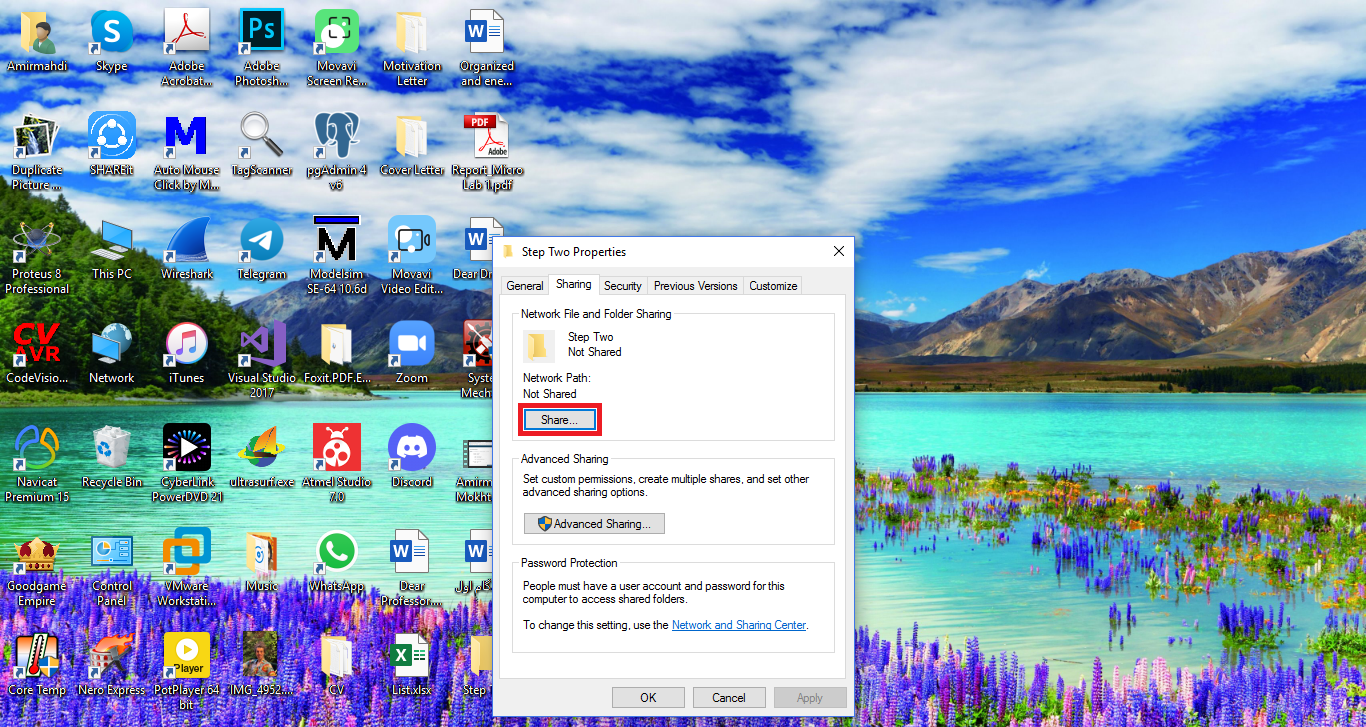 Amirmahdi
Skype
Adobe
Acrobat...
Ps
Adobe
Photosh...
Movavi
Screen Re...
Motivation
Letter
W
Organized
and ene...
Duplicate
Picture ...
SHAREit
M
Auto Mouse
Click by M...
TagScanner
pgAdmin 4
v6
Cover Letter
PDF
Adobe
Report_Micro
Lab 1.pdf
Proteus 8
Professional
This PC
Wireshark
Telegram
M
Modelsim
SE-64 10.6d
Movavi
Video Edit...
W
Dear Dr
CV
AVR
CodeVisio...
Network
iTunes
Visual Studio
2017
Foxit.PDF.E...
Zoom
Syste
Mech
Navicat
Premium 15
Recycle Bin
CyberLink
PowerDVD 21
ultrasurf.exe
Atmel Studio
7.0
Discord
Amirm
Mokht
Goodgame
Empire
Control
Panel
VMware
Workstati...
Music
WhatsApp
W
Dear
Professor....
W
Core Temp
Nero Express
Player
PotPlayer 64
bit
IMG_4952....
CV
X
List.xlsx
Step
Step Two Properties
General
Sharing
Security
Previous Versions
Customize
Network File and Folder Sharing
Step Two
Not Shared
Network Path:
Not Shared
Share...
Advanced Sharing
Set custom permissions, create multiple shares, and set other
advanced sharing options.
Advanced Sharing...
Password Protection
People must have a user account and password for this
computer to access shared folders.
To change this setting, use the Network and Sharing Center.
OK
Cancel
Apply